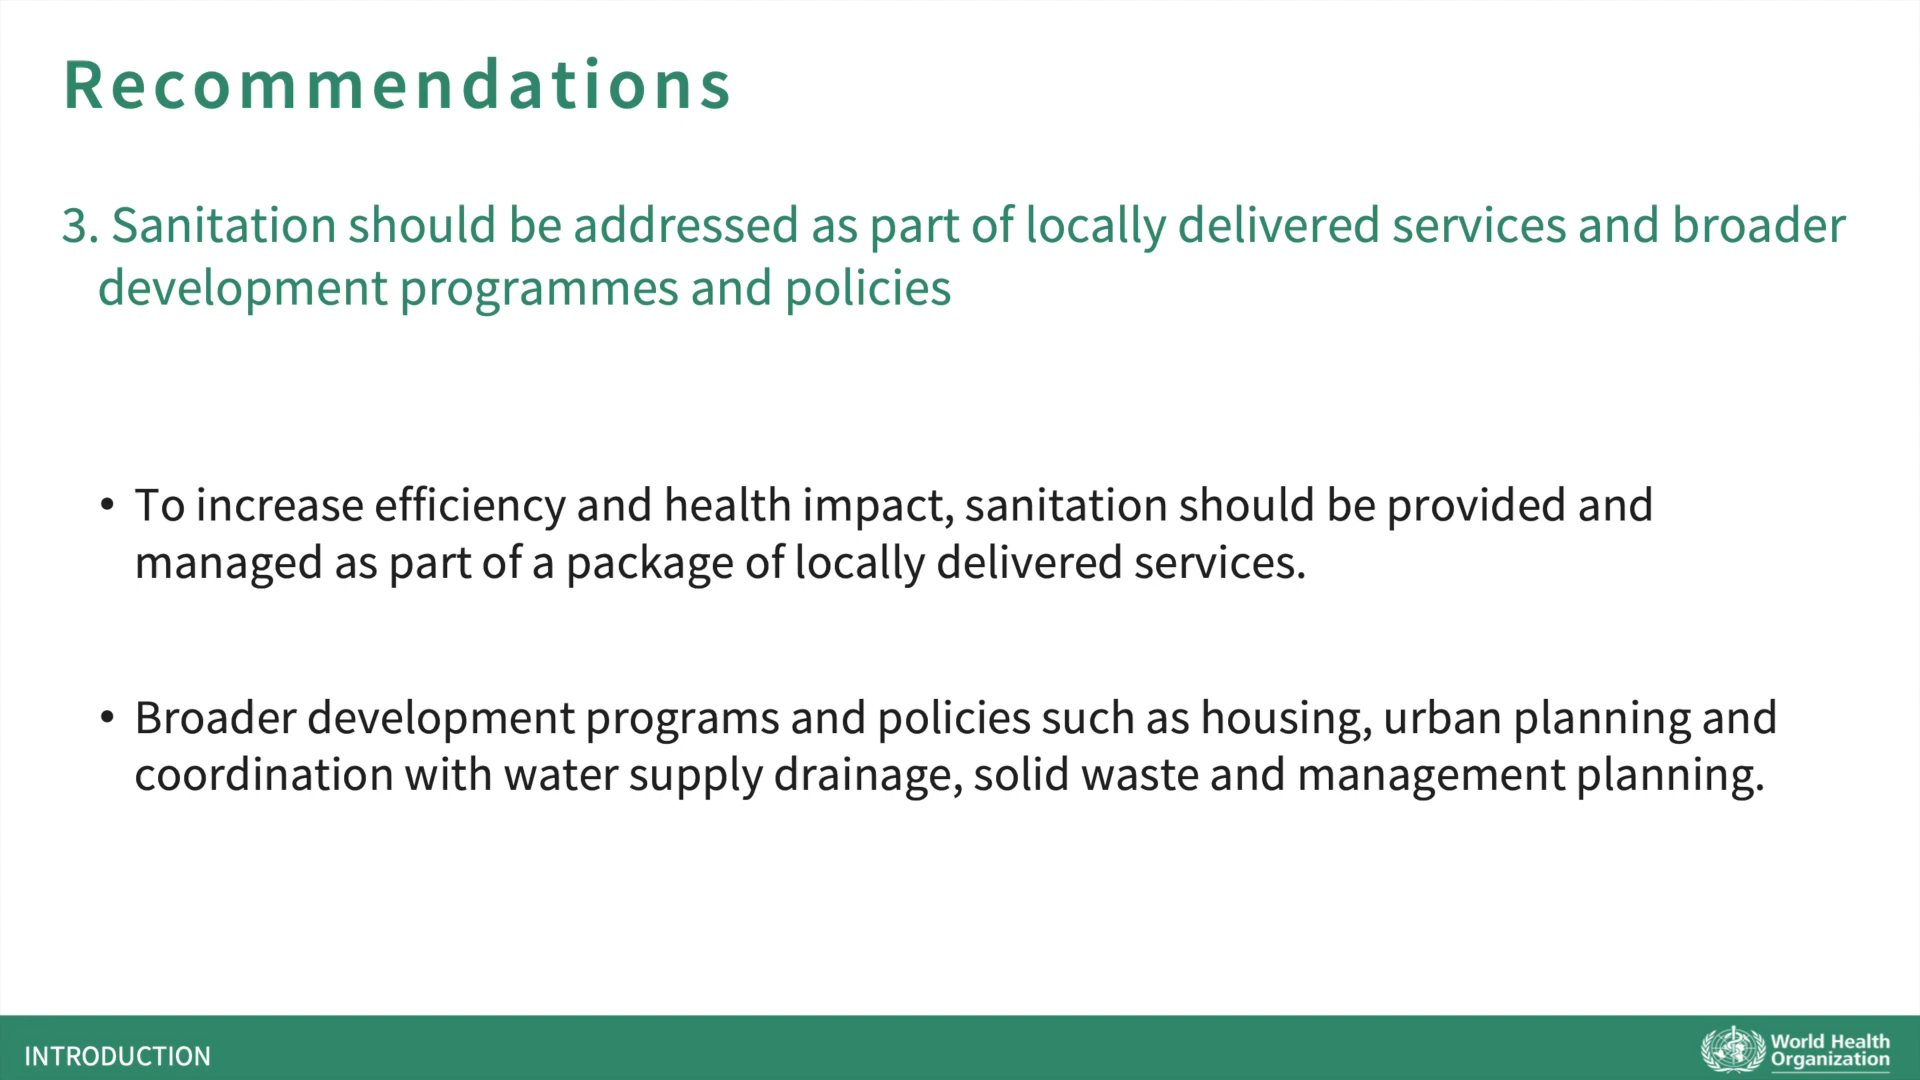 Recommendations
3. Sanitation should be addressed as part of locally delivered services and broader
development programmes and policies
• To increase efficiency and health impact, sanitation should be provided and
managed as part of a package of locally delivered services.
• Broader development programs and policies such as housing, urban planning and
coordination with water supply drainage, solid waste and management planning.
INTRODUCTION
World Health
Organization